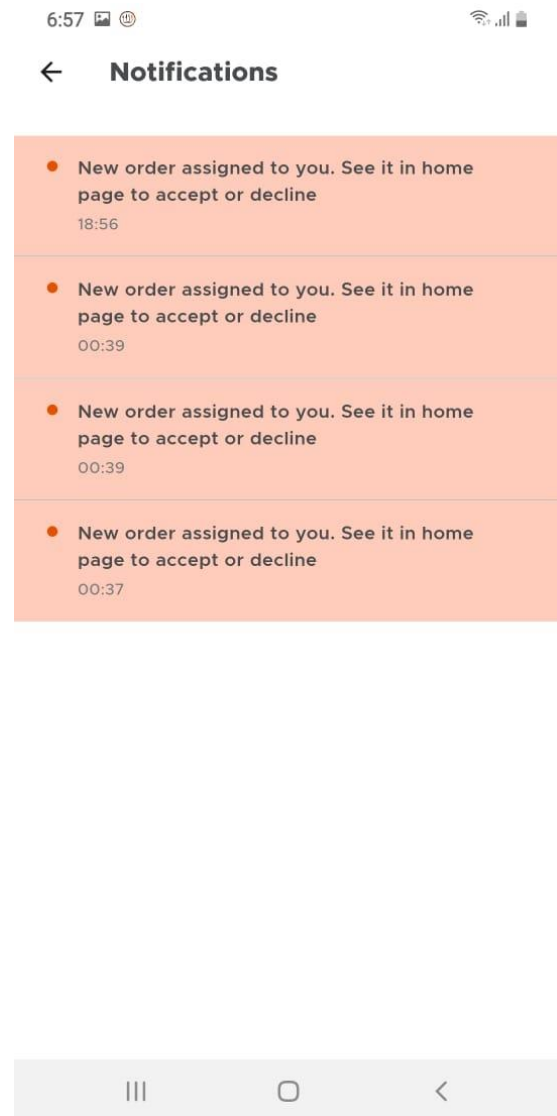 6:57
Notifications
New order assigned to you. See it in home
page to accept or decline
18:56
New order assigned to you. See it in home
page to accept or decline
00:39
New order assigned to you. See it in home
page to accept or decline
00:39
New order assigned to you. See it in home
page to accept or decline
00:37